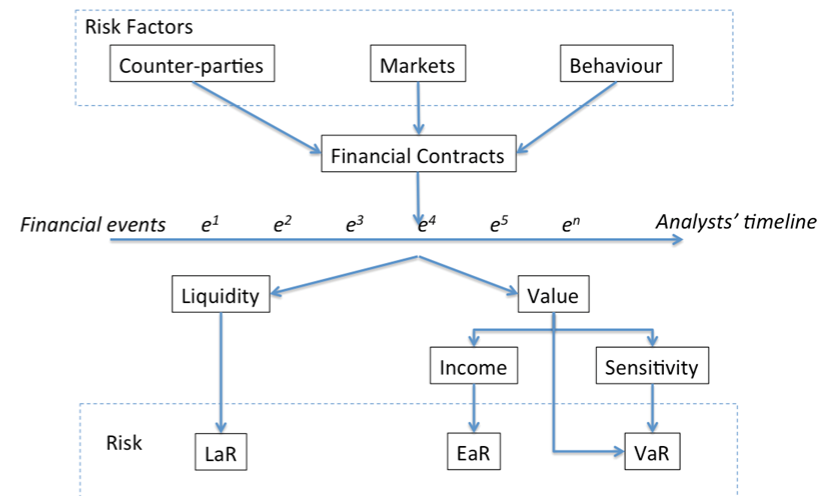 Risk Factors
Counter-parties Markets Behaviour
Financial Contracts
Financial events e¹ e² e³ e⁴ e⁵ eⁿ Analysts’ timeline
Liquidity Value
Income Sensitivity
Risk LaR EaR VaR